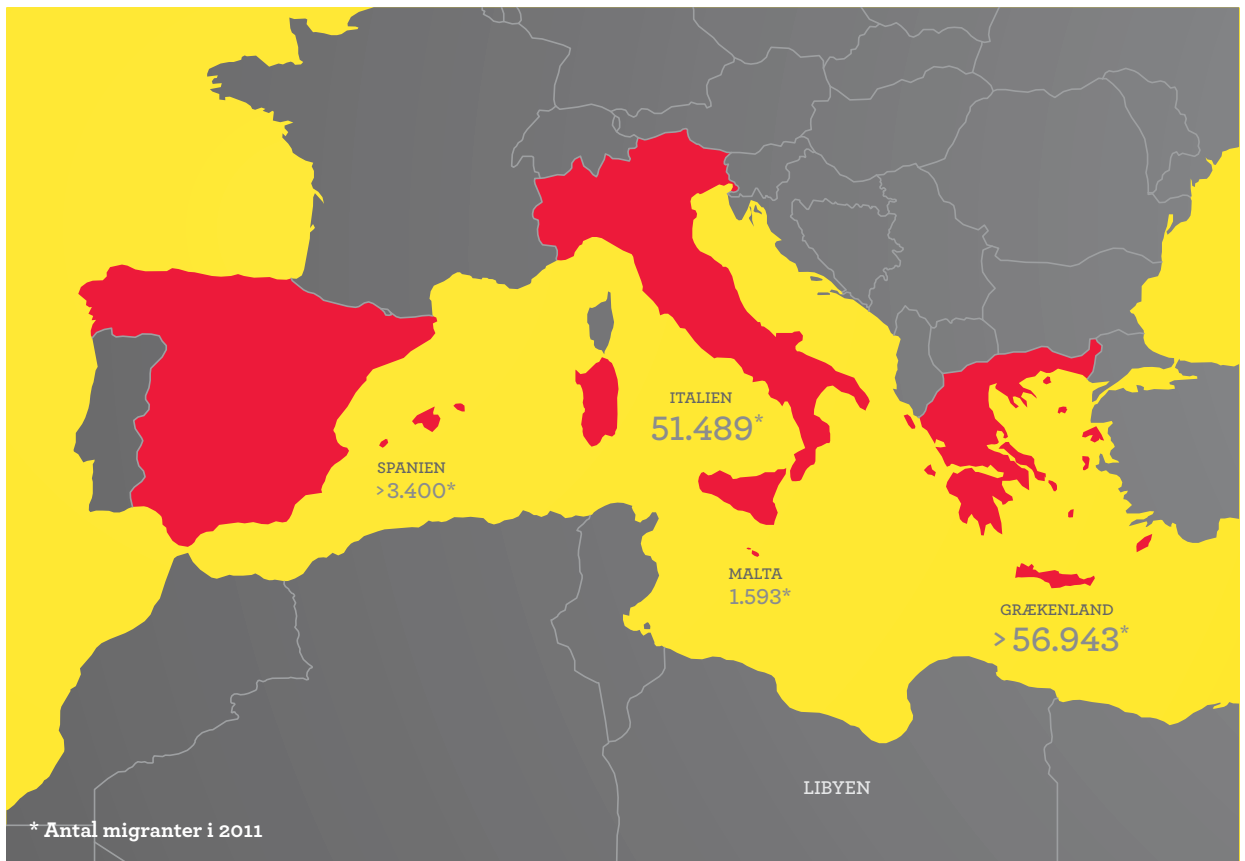 ITALIEN
51.489*
SPANIEN
>3.400*
MALTA
1.593*
GRÆKENLAND
> 56.943*
LIBYEN
* Antal migranter i 2011